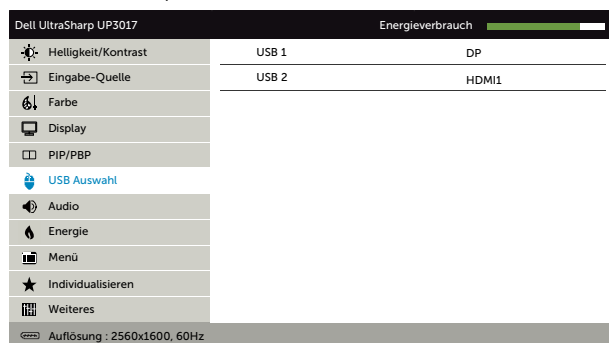 Dell UltraSharp UP3017 Energieverbrauch
Helligkeit/Kontrast USB 1 DP
Eingabe-Quelle USB 2 HDMI1
Farbe
Display
PIP/PBP
USB Auswahl
Audio
Energie
Menü
Individualisieren
Weiteres
Auflösung : 2560x1600, 60Hz